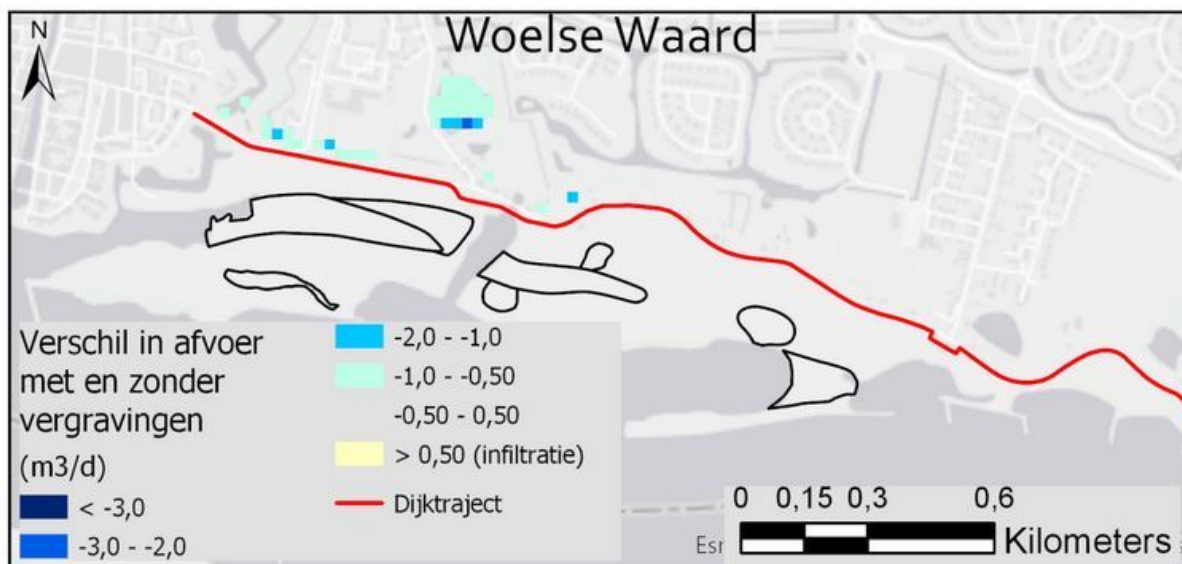 Woelse Waard
N
Verschil in afvoer
met en zonder
vergravingen
(m3/d)
< -3,0
-3,0 - -2,0
-2,0 - -1,0
-1,0 - -0,50
-0,50 - 0,50
> 0,50 (infiltratie)
Dijktraject
0 0,15 0,3 0,6
Kilometers